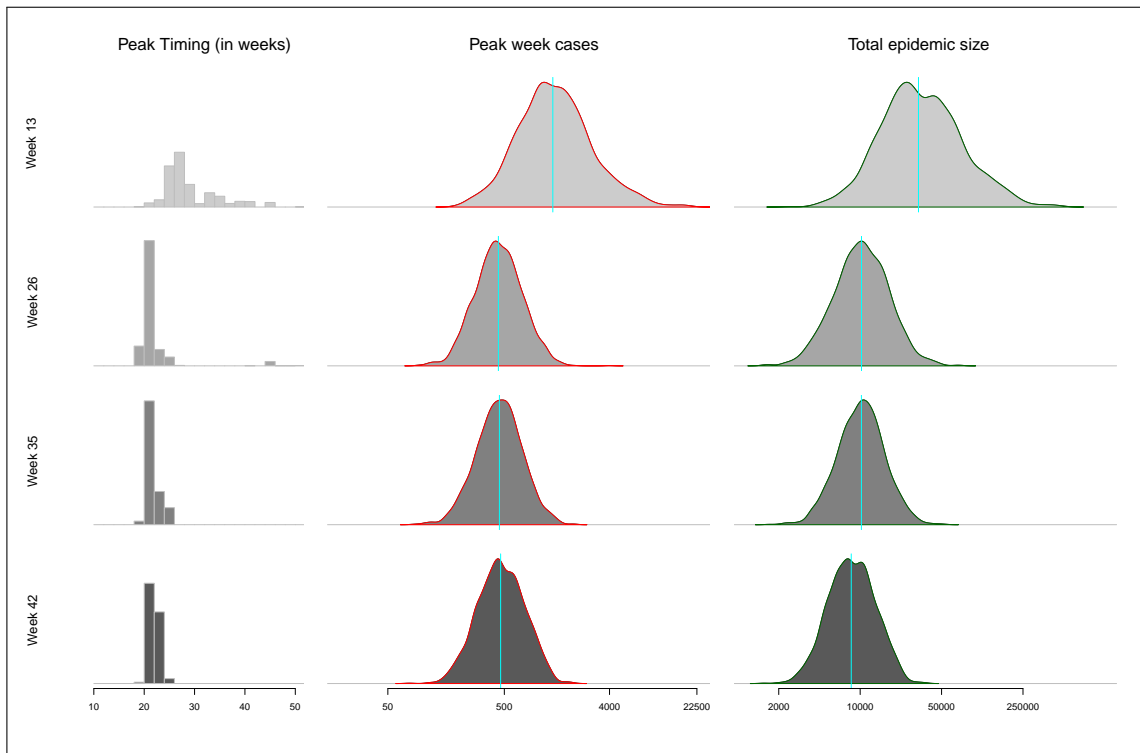 Peak Timing (in weeks) Peak week cases Total epidemic size
Week 13
Week 26
Week 35
Week 42
10 20 30 40 50 50 500 4000 22500 2000 10000 50000 250000